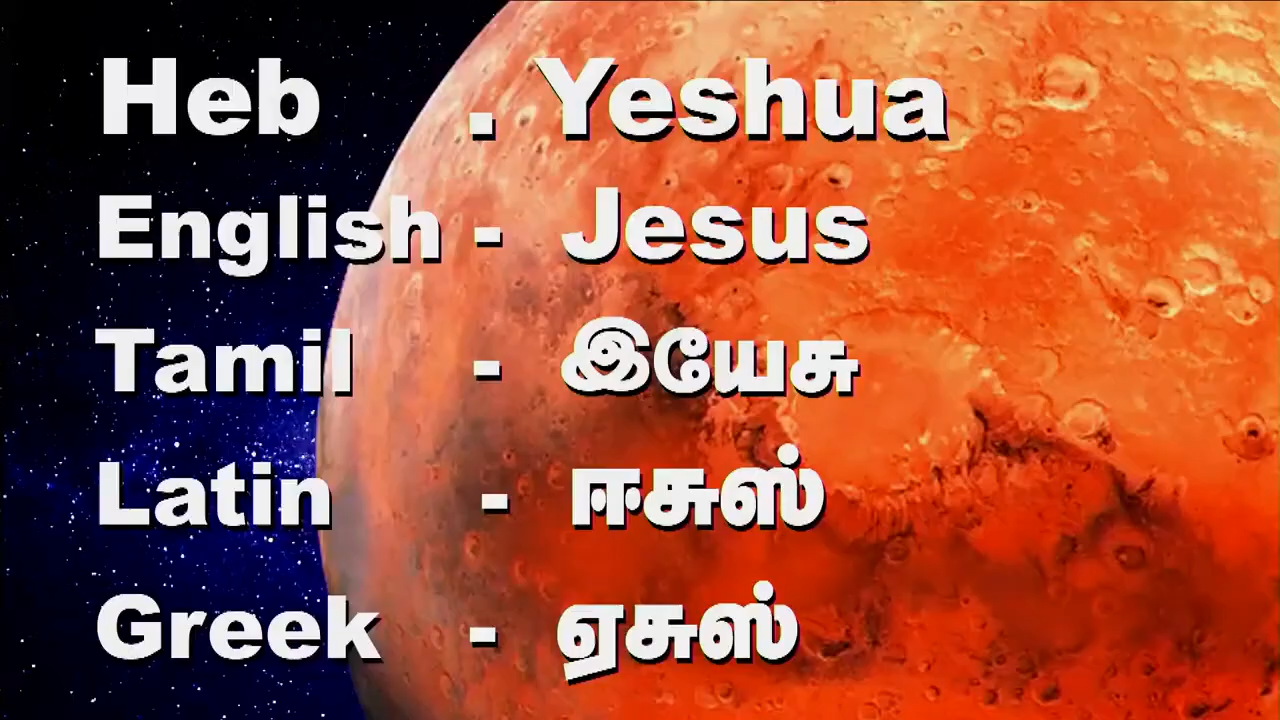 Heb . Yeshua
English - Jesus
Tamil - இயேசு
Latin - ஈசுஸ்
Greek - ஏசுஸ்